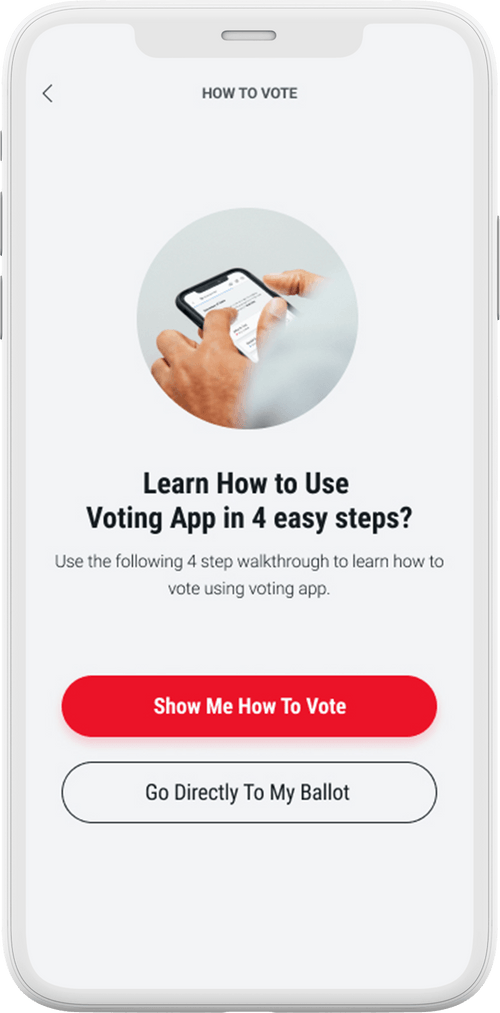 HOW TO VOTE
Learn How to Use
Voting App in 4 easy steps?
Use the following 4 step walkthrough to learn how to
vote using voting app.
Show Me How To Vote
Go Directly To My Ballot